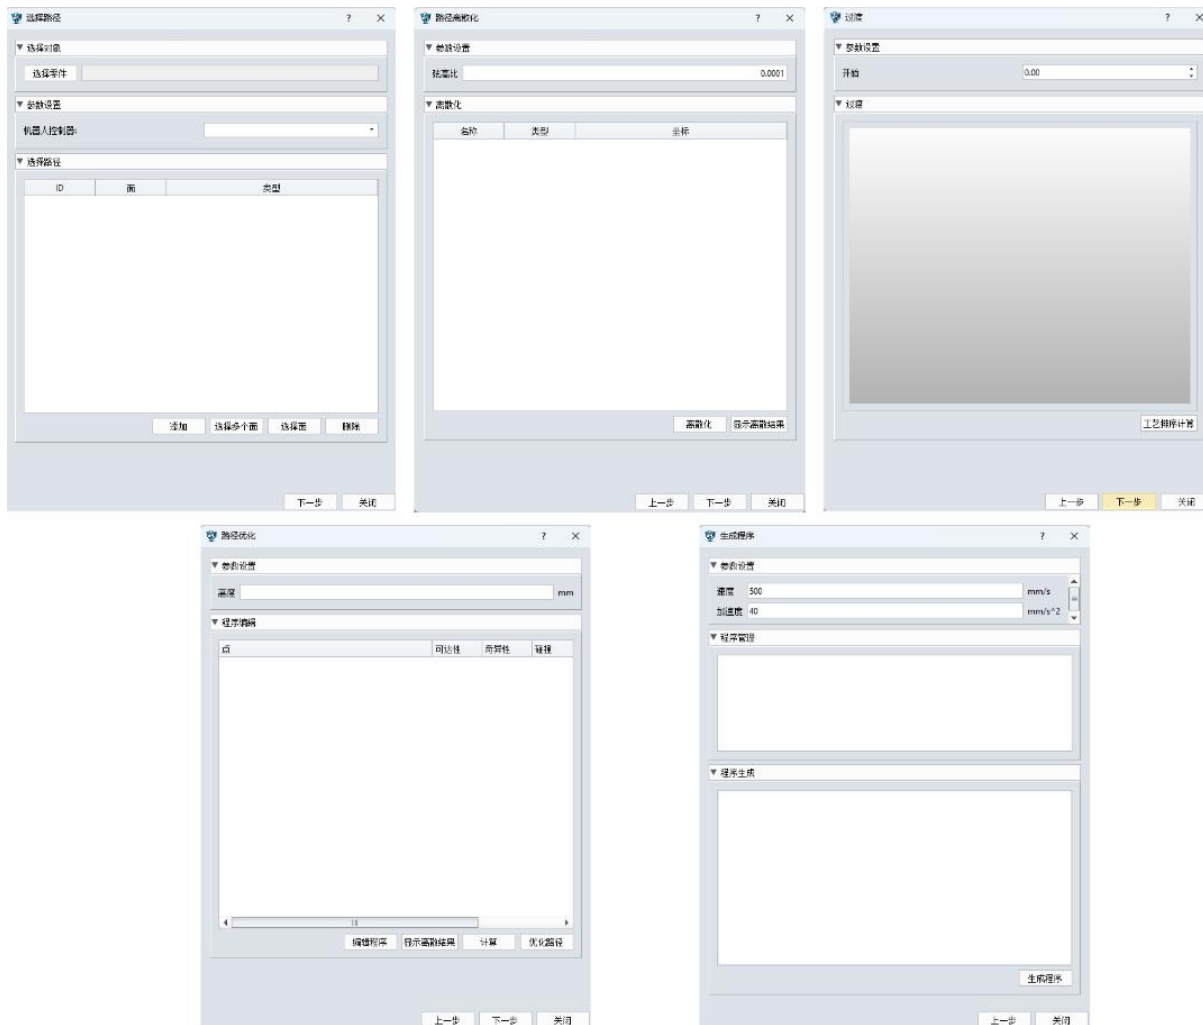 选择路径 ? ×
选择对象
选择零件
参数设置
机器人控制器:
选择路径
ID 面 类型
添加 选择多个面 选择面 删除
下一步 关闭
路径离散化 ? ×
参数设置
弦高比 0.0001
离散化
名称 类型 坐标
离散化 显示离散结果
上一步 下一步 关闭
过渡 ? ×
参数设置
开始 0.00
过渡
工艺排序计算
上一步 下一步 关闭
路径优化 ? ×
参数设置
高度 mm
程序编辑
点 可达性 奇异性 碰撞
编辑程序 显示离散结果 计算 优化路径
上一步 下一步 关闭
生成程序 ? ×
参数设置
速度 500 mm/s
加速度 40 mm/s^2
程序管理
程序生成
生成程序
上一步 关闭